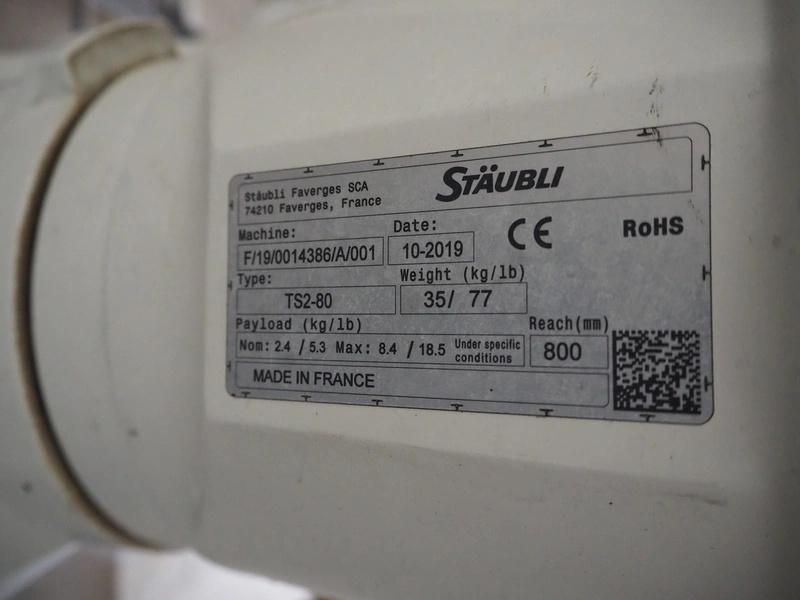 Stäubli Faverges SCA
74210 Faverges, France
STÄUBLI
Machine:
F/19/0014386/A/001
Date:
10-2019
CE
RoHS
Type:
TS2-80
Weight (kg/lb)
35/ 77
Payload (kg/lb)
Nom: 2.4 / 5.3 Max: 8.4 / 18.5 Under specific
conditions
Reach(mm)
800
MADE IN FRANCE